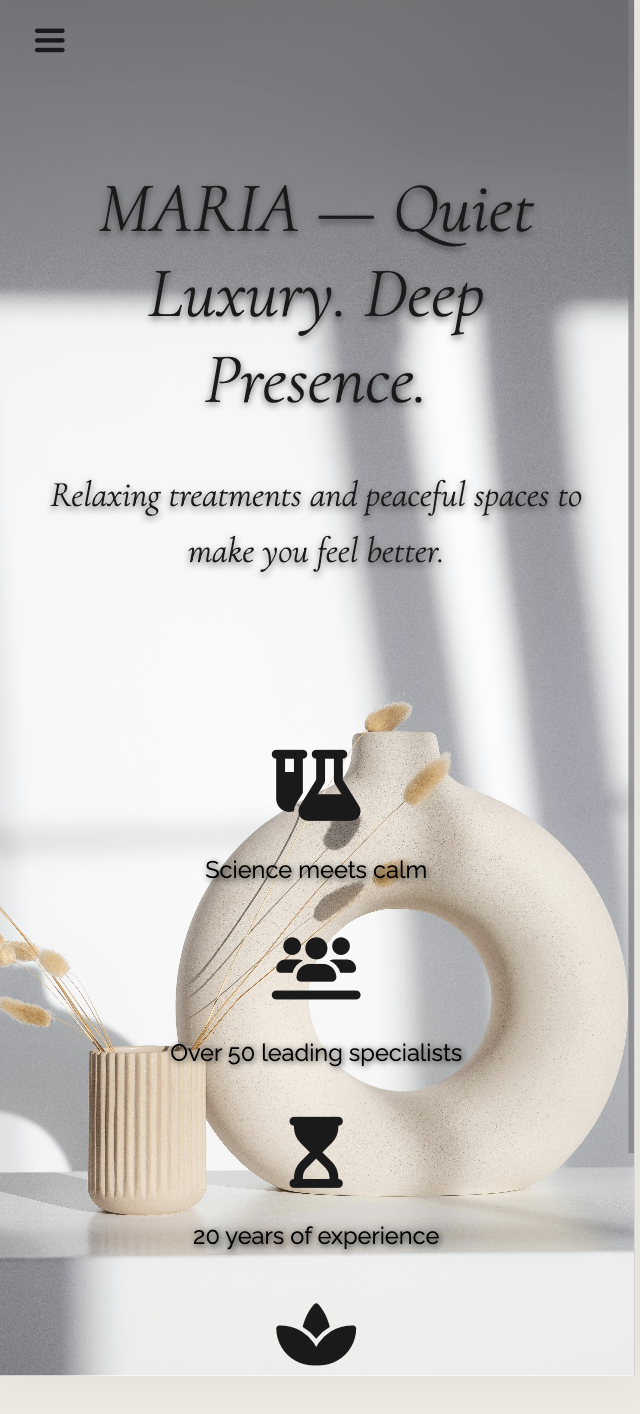 MARIA — Quiet
Luxury. Deep
Presence.
Relaxing treatments and peaceful spaces to
make you feel better.
Science meets calm
Over 50 leading specialists
20 years of experience